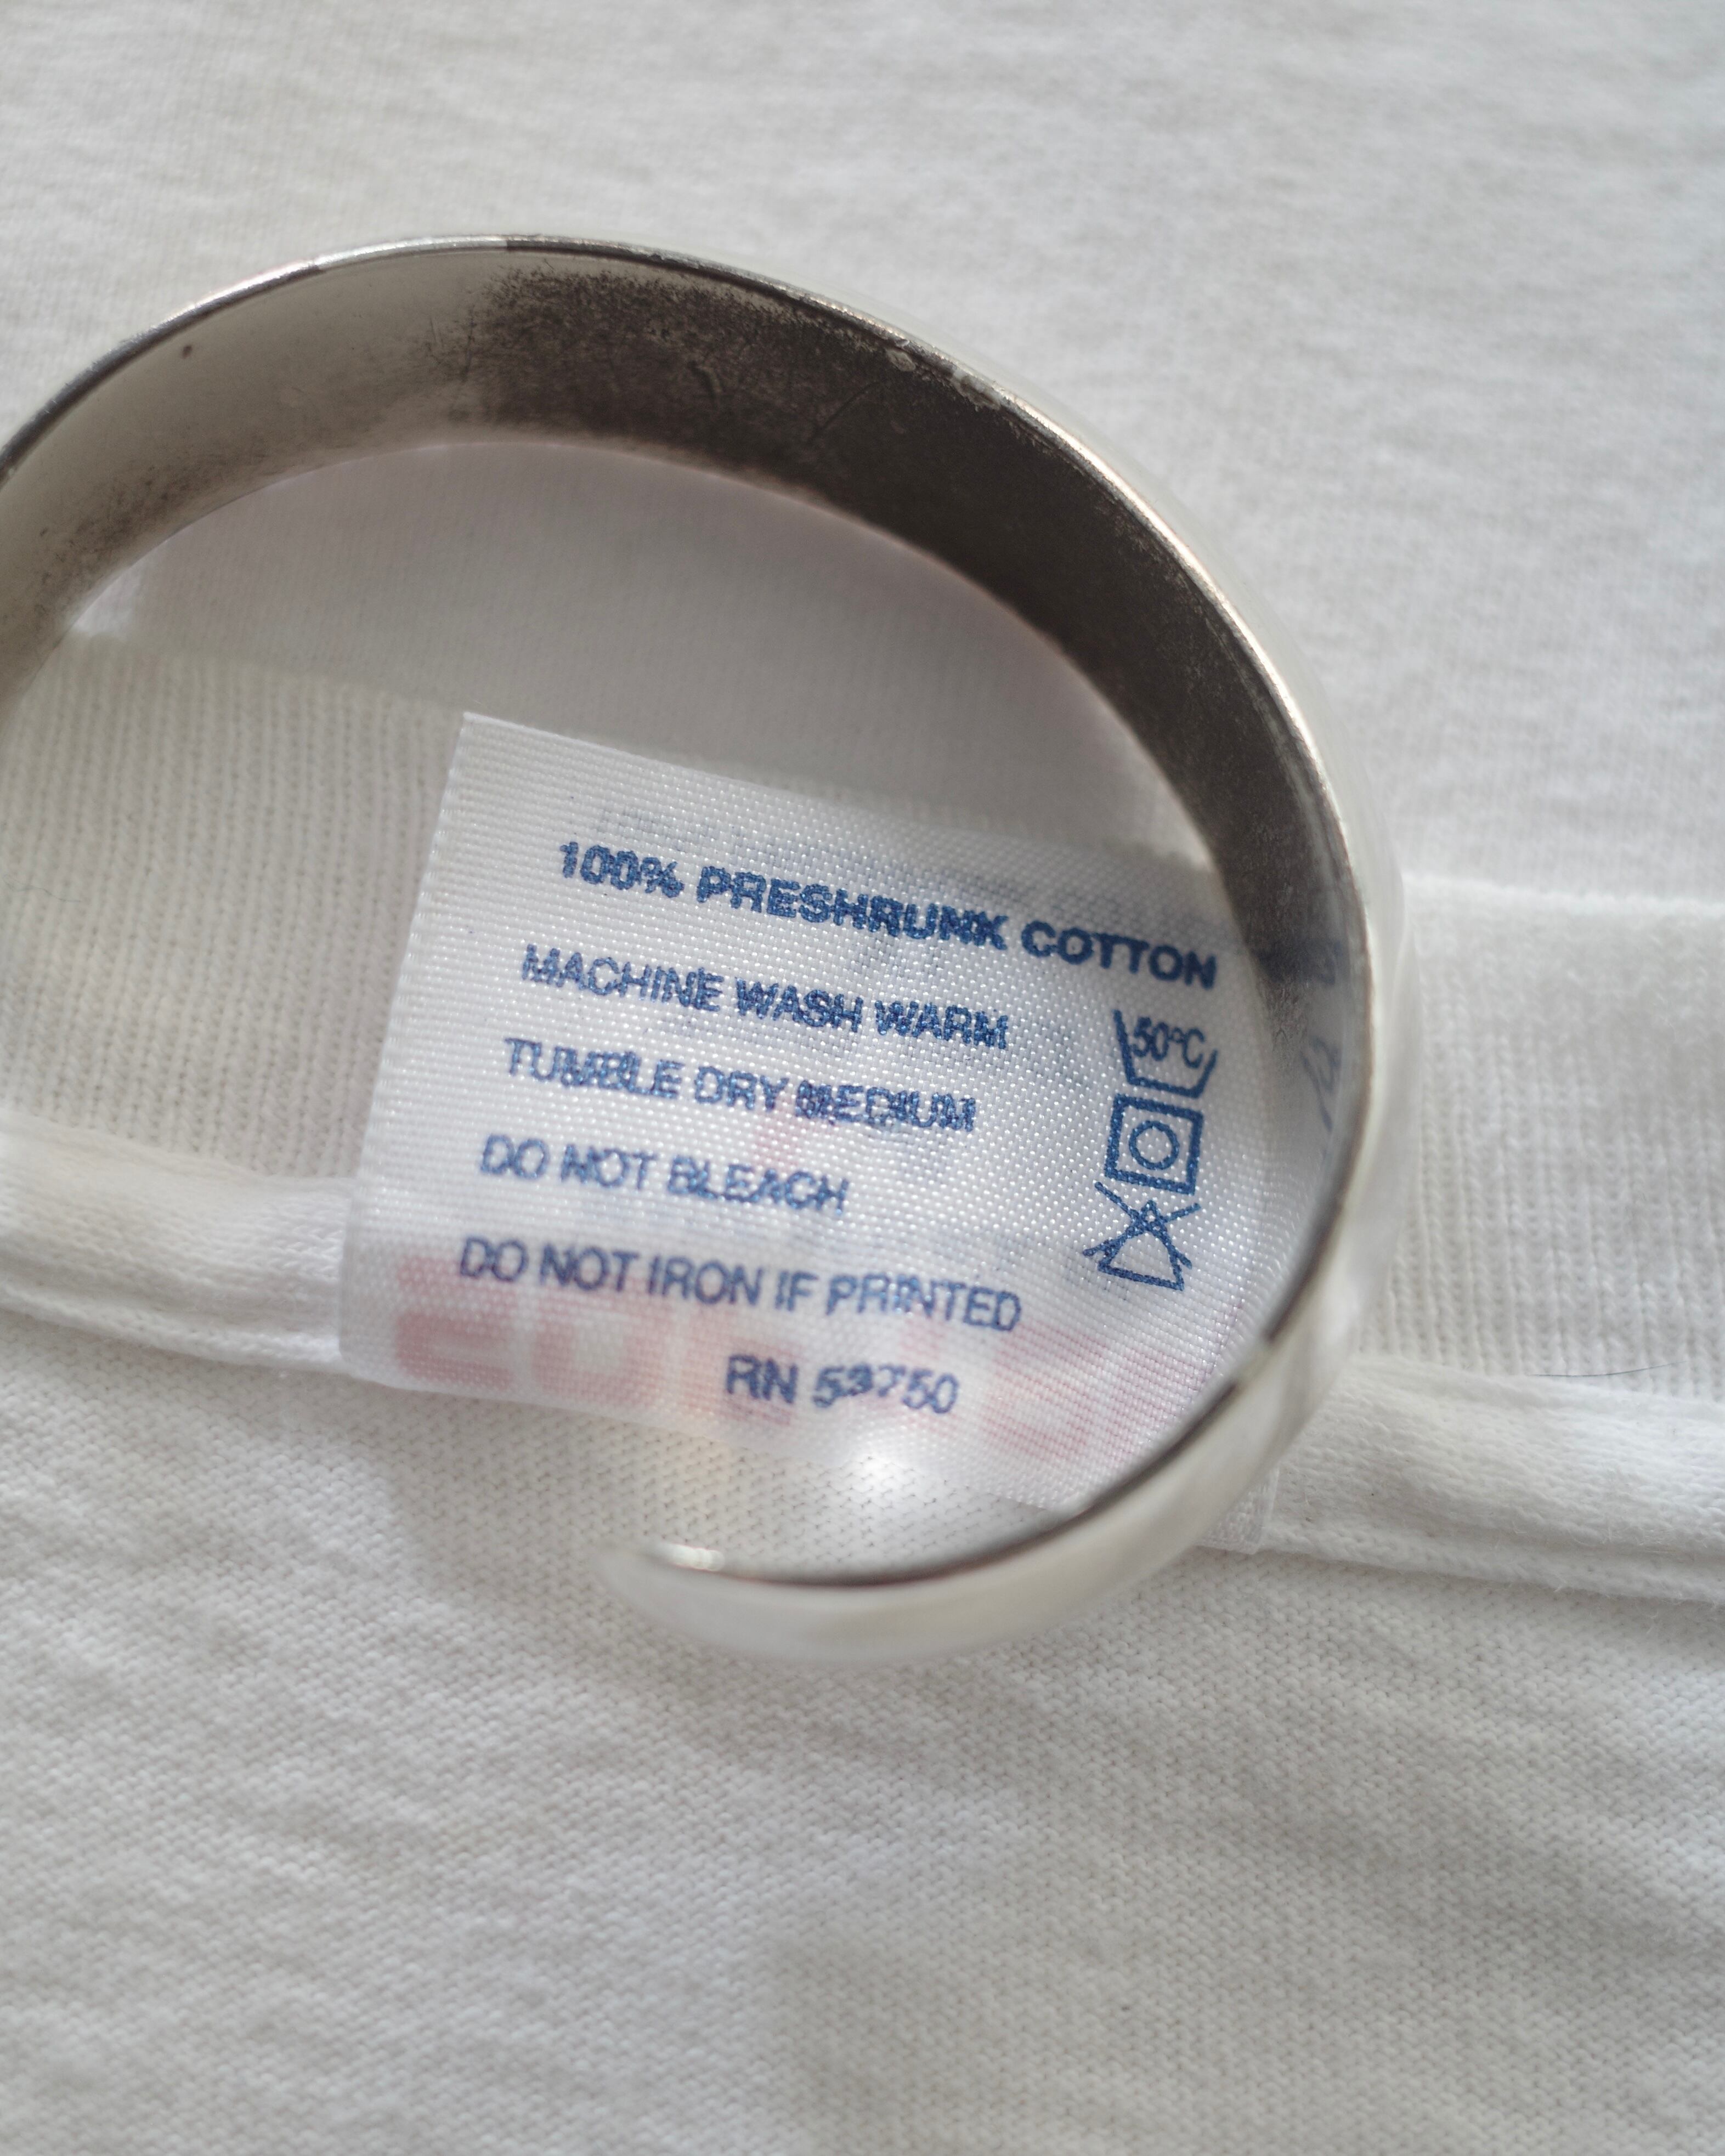 100% PRESHRUNK COTTON
MACHINE WASH WARM
50°C
TUMBLE DRY MEDIUM
DO NOT BLEACH
DO NOT IRON IF PRINTED
RN 53750